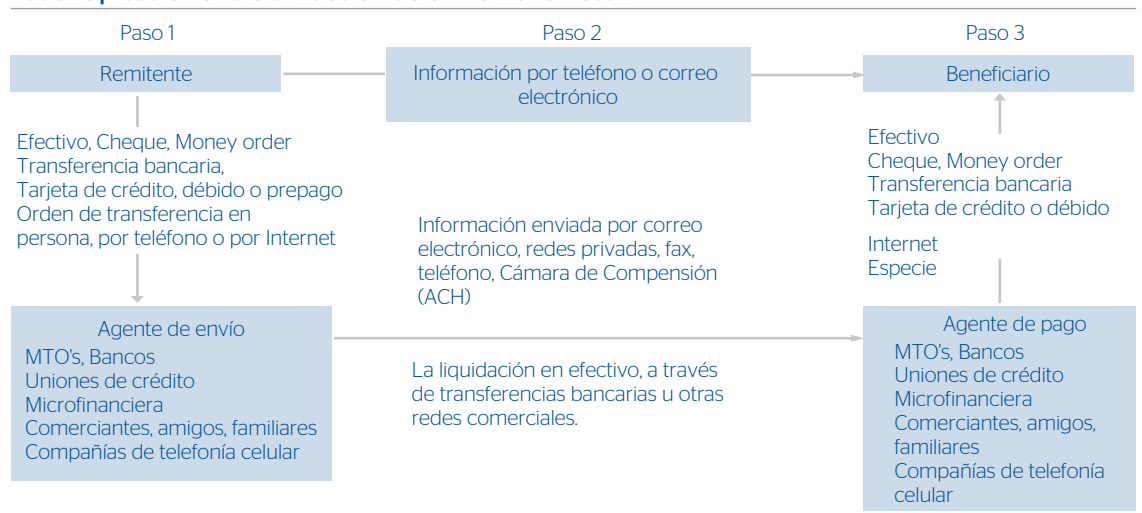 Paso 1
Paso 2
Paso 3
Remitente
Información por teléfono o correo
electrónico
Beneficiario
Efectivo, Cheque, Money order
Transferencia bancaria,
Tarjeta de crédito, débido o prepago
Orden de transferencia en
persona, por teléfono o por Internet
Información enviada por correo
electrónico, redes privadas, fax,
teléfono, Cámara de Compensión
(ACH)
Efectivo
Cheque, Money order
Transferencia bancaria
Tarjeta de crédito o débido
Internet
Especie
Agente de envío
MTO's, Bancos
Uniones de crédito
Microfinanciera
Comerciantes, amigos, familiares
Compañías de telefonía celular
La liquidación en efectivo, a través
de transferencias bancarias u otras
redes comerciales.
Agente de pago
MTO's, Bancos
Uniones de crédito
Microfinanciera
Comerciantes, amigos,
familiares
Compañías de telefonía
celular